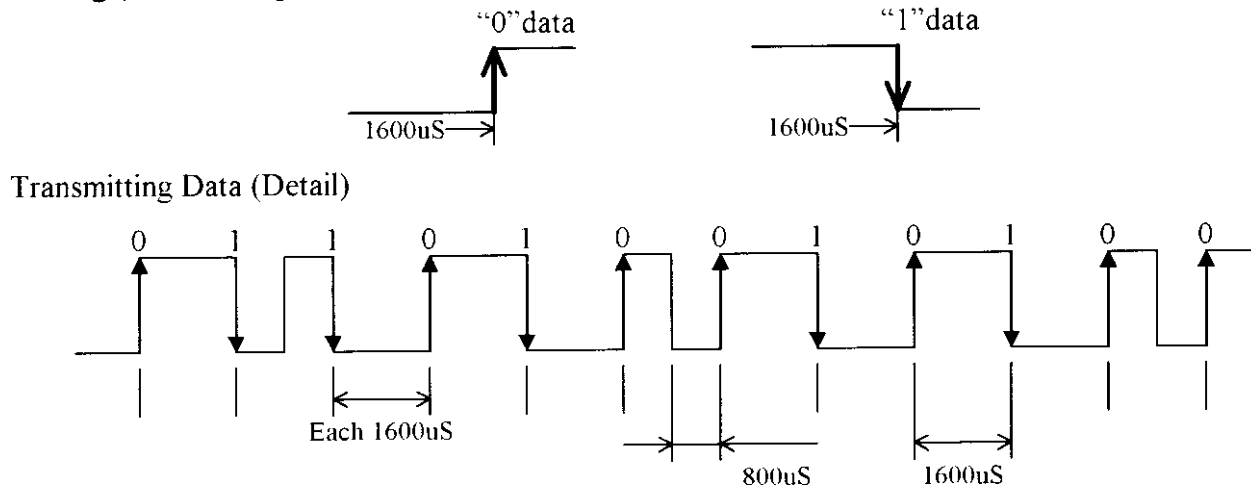 “0”data “1”data
1600uS 1600uS
Transmitting Data (Detail)
0 1 1 0 1 0 0 1 0 1 0 0
Each 1600uS
800uS 1600uS